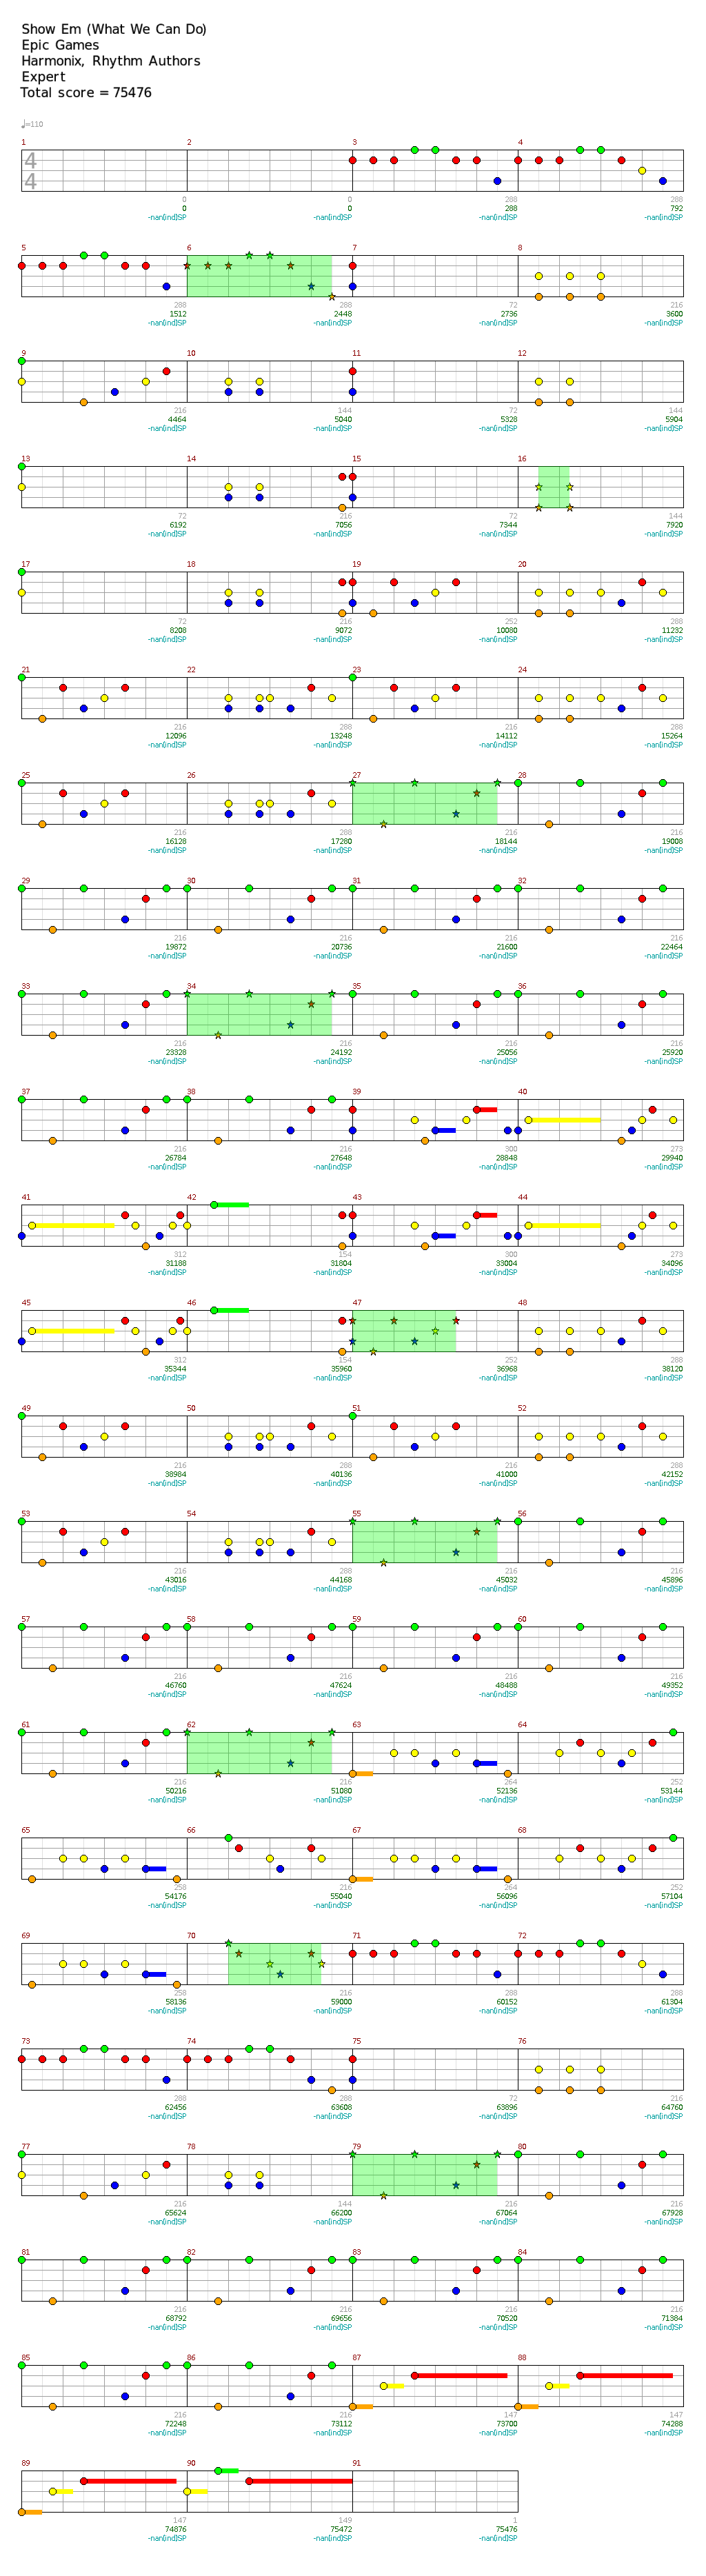 Show Em (What We Can Do)
Epic Games
Harmonix, Rhythm Authors
Expert
Total score = 75476
♩=110
1 2 3 4
4
4
0 0 288 288
0 0 288 792
-nan(ind)SP -nan(ind)SP -nan(ind)SP -nan(ind)SP
5 6 7 8
288 288 72 216
1512 2448 2736 3600
-nan(ind)SP -nan(ind)SP -nan(ind)SP -nan(ind)SP
9 10 11 12
216 144 72 144
4464 5040 5328 5904
-nan(ind)SP -nan(ind)SP -nan(ind)SP -nan(ind)SP
13 14 15 16
72 216 72 144
6192 7056 7344 7920
-nan(ind)SP -nan(ind)SP -nan(ind)SP -nan(ind)SP
17 18 19 20
72 216 252 288
8208 9072 10080 11232
-nan(ind)SP -nan(ind)SP -nan(ind)SP -nan(ind)SP
21 22 23 24
216 288 216 288
12096 13248 14112 15264
-nan(ind)SP -nan(ind)SP -nan(ind)SP -nan(ind)SP
25 26 27 28
216 288 216 216
16128 17280 18144 19008
-nan(ind)SP -nan(ind)SP -nan(ind)SP -nan(ind)SP
29 30 31 32
216 216 216 216
19872 20736 21600 22464
-nan(ind)SP -nan(ind)SP -nan(ind)SP -nan(ind)SP
33 34 35 36
216 216 216 216
23328 24192 25056 25920
-nan(ind)SP -nan(ind)SP -nan(ind)SP -nan(ind)SP
37 38 39 40
216 216 300 273
26784 27648 28848 29940
-nan(ind)SP -nan(ind)SP -nan(ind)SP -nan(ind)SP
41 42 43 44
312 154 300 273
31188 31804 33004 34096
-nan(ind)SP -nan(ind)SP -nan(ind)SP -nan(ind)SP
45 46 47 48
312 154 252 288
35344 35960 36968 38120
-nan(ind)SP -nan(ind)SP -nan(ind)SP -nan(ind)SP
49 50 51 52
216 288 216 288
38984 40136 41000 42152
-nan(ind)SP -nan(ind)SP -nan(ind)SP -nan(ind)SP
53 54 55 56
216 288 216 216
43016 44168 45032 45896
-nan(ind)SP -nan(ind)SP -nan(ind)SP -nan(ind)SP
57 58 59 60
216 216 216 216
46760 47624 48488 49352
-nan(ind)SP -nan(ind)SP -nan(ind)SP -nan(ind)SP
61 62 63 64
216 216 264 252
50216 51080 52136 53144
-nan(ind)SP -nan(ind)SP -nan(ind)SP -nan(ind)SP
65 66 67 68
258 216 264 252
54176 55040 56096 57104
-nan(ind)SP -nan(ind)SP -nan(ind)SP -nan(ind)SP
69 70 71 72
258 216 288 288
58136 59000 60152 61304
-nan(ind)SP -nan(ind)SP -nan(ind)SP -nan(ind)SP
73 74 75 76
288 288 72 216
62456 63608 63896 64760
-nan(ind)SP -nan(ind)SP -nan(ind)SP -nan(ind)SP
77 78 79 80
216 144 216 216
65624 66200 67064 67928
-nan(ind)SP -nan(ind)SP -nan(ind)SP -nan(ind)SP
81 82 83 84
216 216 216 216
68792 69656 70520 71384
-nan(ind)SP -nan(ind)SP -nan(ind)SP -nan(ind)SP
85 86 87 88
216 216 147 147
72248 73112 73700 74288
-nan(ind)SP -nan(ind)SP -nan(ind)SP -nan(ind)SP
89 90 91
147 149 1
74876 75472 75476
-nan(ind)SP -nan(ind)SP -nan(ind)SP